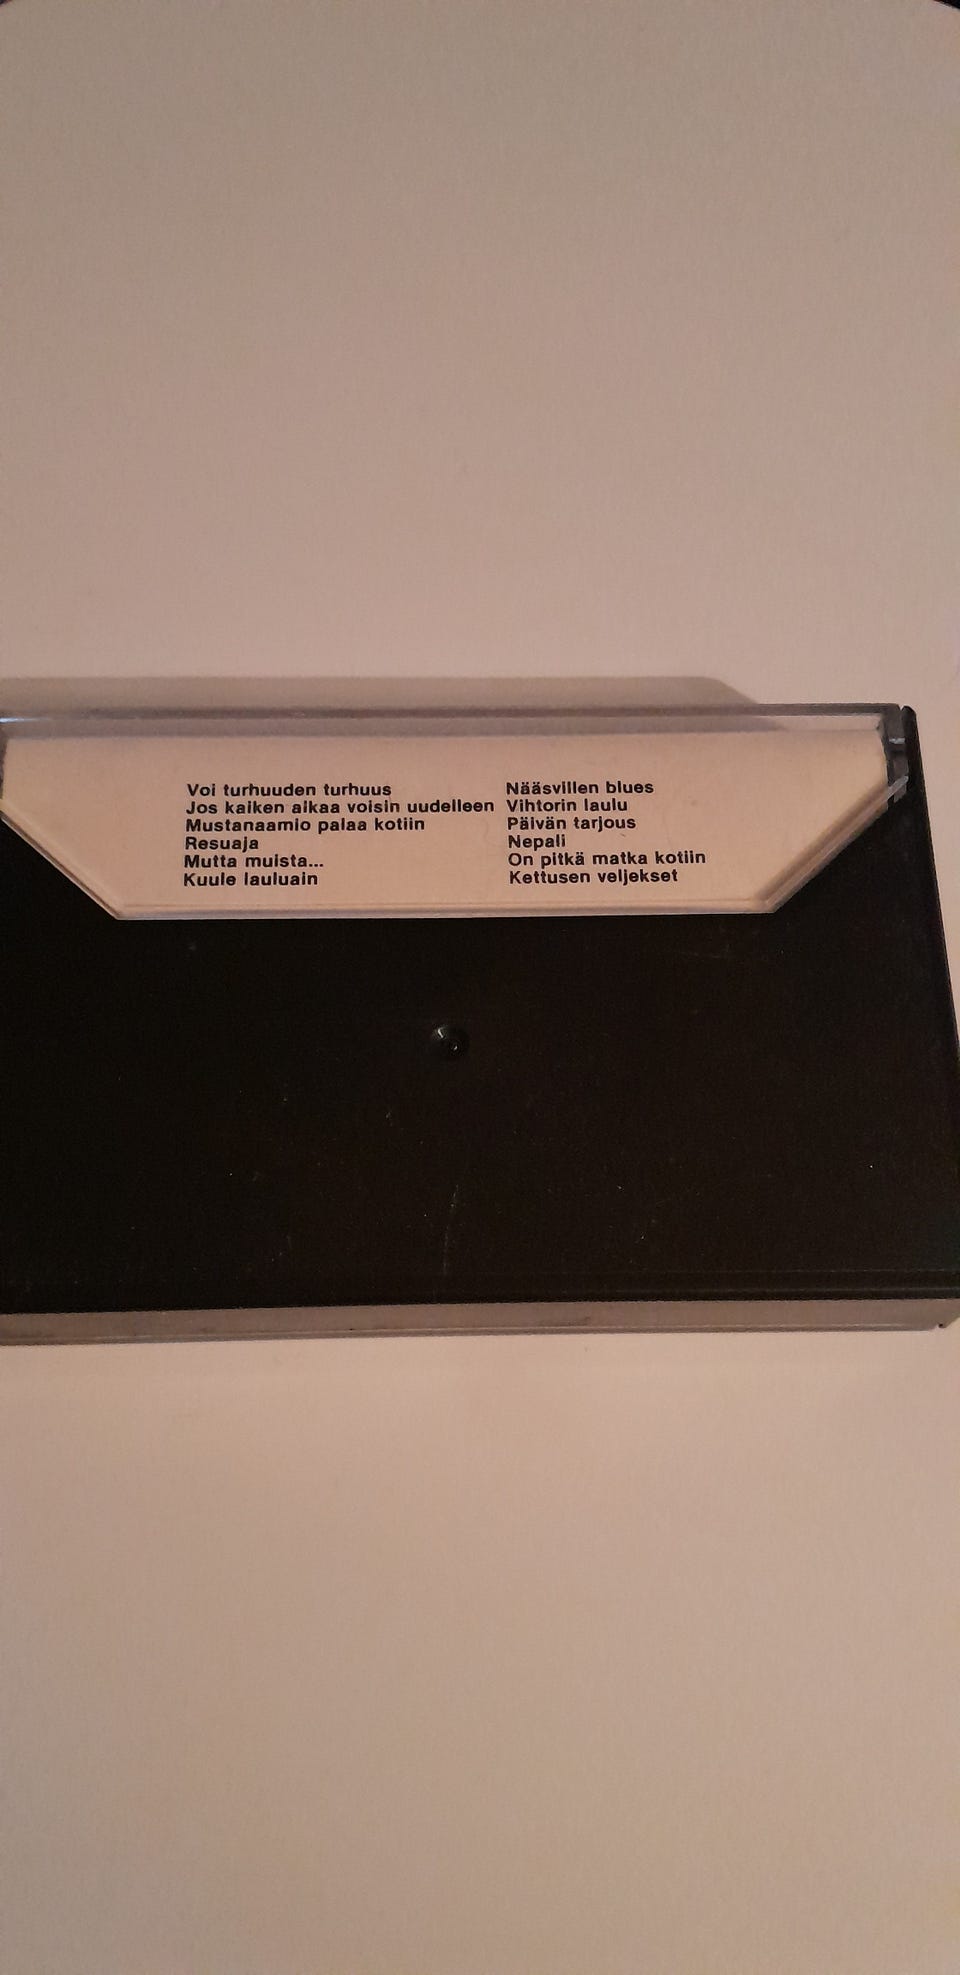 Voi turhuuden turhuus
Jos kaiken aikaa voisin uudelleen
Mustanaamio palaa kotiin
Resuaja
Mutta muista...
Kuule lauluain
Nääsvillen blues
Vihtorin laulu
Päivän tarjous
Nepali
On pitkä matka kotiin
Kettusen veljekset